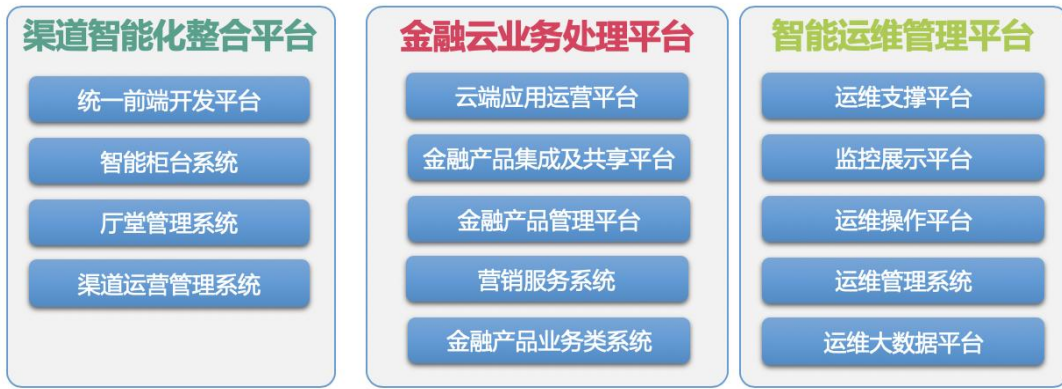 渠道智能化整合平台
统一前端开发平台
智能柜台系统
厅堂管理系统
渠道运营管理系统
金融云业务处理平台
云端应用运营平台
金融产品集成及共享平台
金融产品管理平台
营销服务系统
金融产品业务类系统
智能运维管理平台
运维支撑平台
监控展示平台
运维操作平台
运维管理系统
运维大数据平台